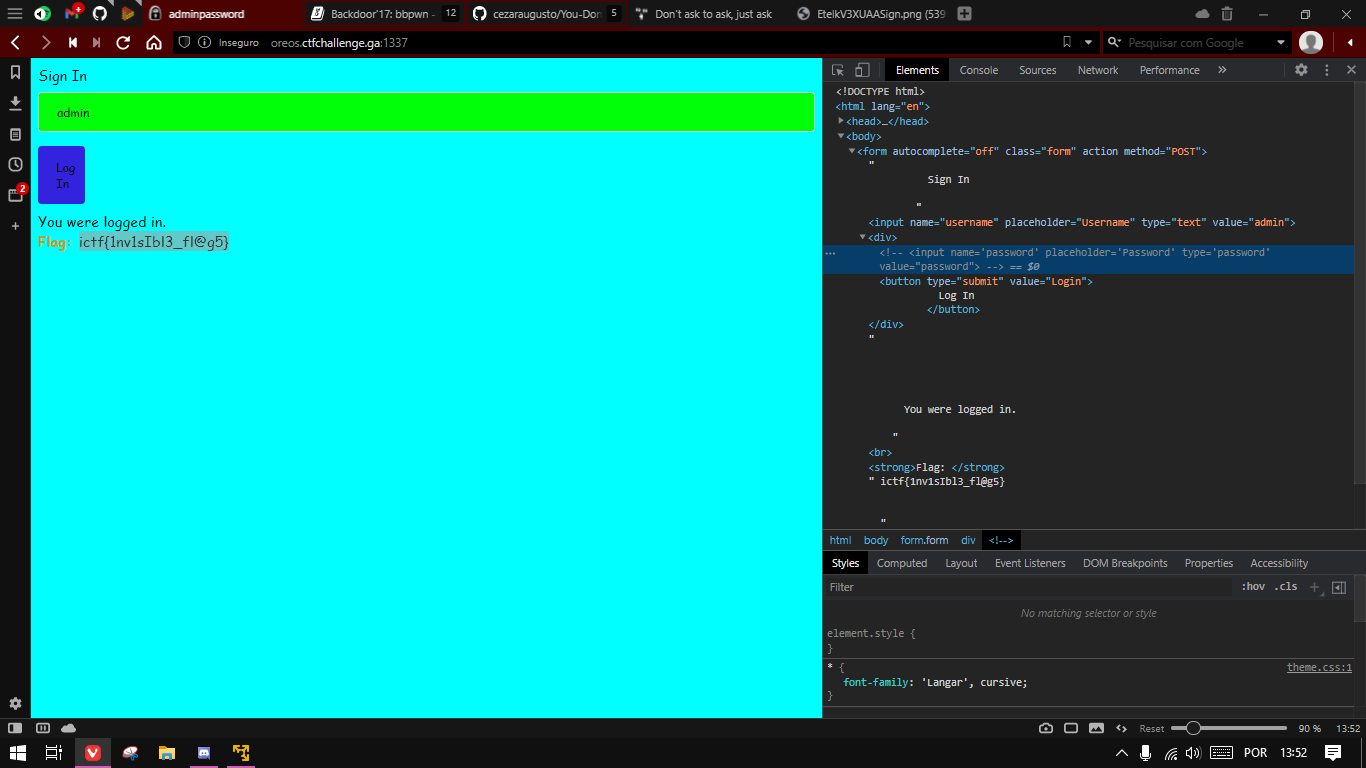 adminpassword
Backdoor'17: bbpwn -
12
cezaraugusto/You-Don
5
Don't ask to ask, just ask
EtelkV3XUAASign.png (539
Inseguro
oreos.ctfchallenge.ga:1337
Pesquisar com Google
2
Sign In
admin
Log
In
You were logged in.
Flag: ictf{1nv1sIbl3_fl@g5}
Elements Console Sources Network Performance »
<!DOCTYPE html>
<html lang="en">
<head>…</head>
<body>
<form autocomplete="off" class="form" action method="POST">
"
Sign In
"
<input name="username" placeholder="Username" type="text" value="admin">
<div>
<!-- <input name='password' placeholder='Password' type='password'
value="password"> --> == $0
<button type="submit" value="Login">
Log In
</button>
</div>
"
You were logged in.
"
<br>
<strong>Flag: </strong>
" ictf{1nv1sIbl3_fl@g5}
"
html body form.form div <!-->
Styles Computed Layout Event Listeners DOM Breakpoints Properties Accessibility
Filter
:hov .cls
No matching selector or style
element.style {
}
* {
theme.css:1
font-family: 'Langar', cursive;
}
Reset
90 %
13:52
POR
13:52